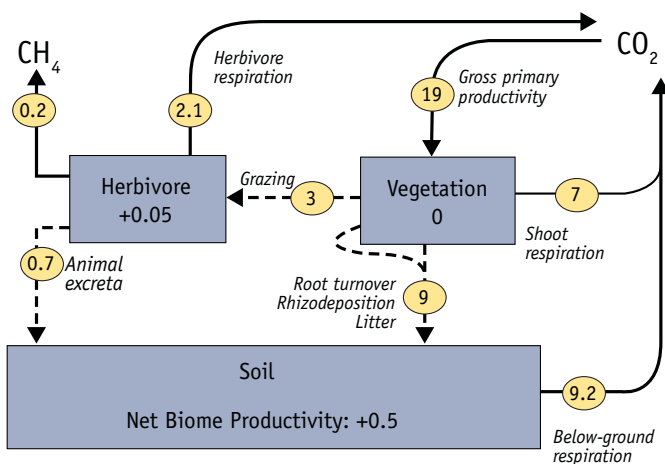 CH4
CO2
Herbivore
respiration
Gross primary
productivity
0.2
2.1
19
Herbivore
+0.05
Grazing
3
Vegetation
0
7
Shoot
respiration
0.7
Animal
excreta
Root turnover
Rhizodeposition
Litter
9
Soil
Net Biome Productivity: +0.5
9.2
Below-ground
respiration